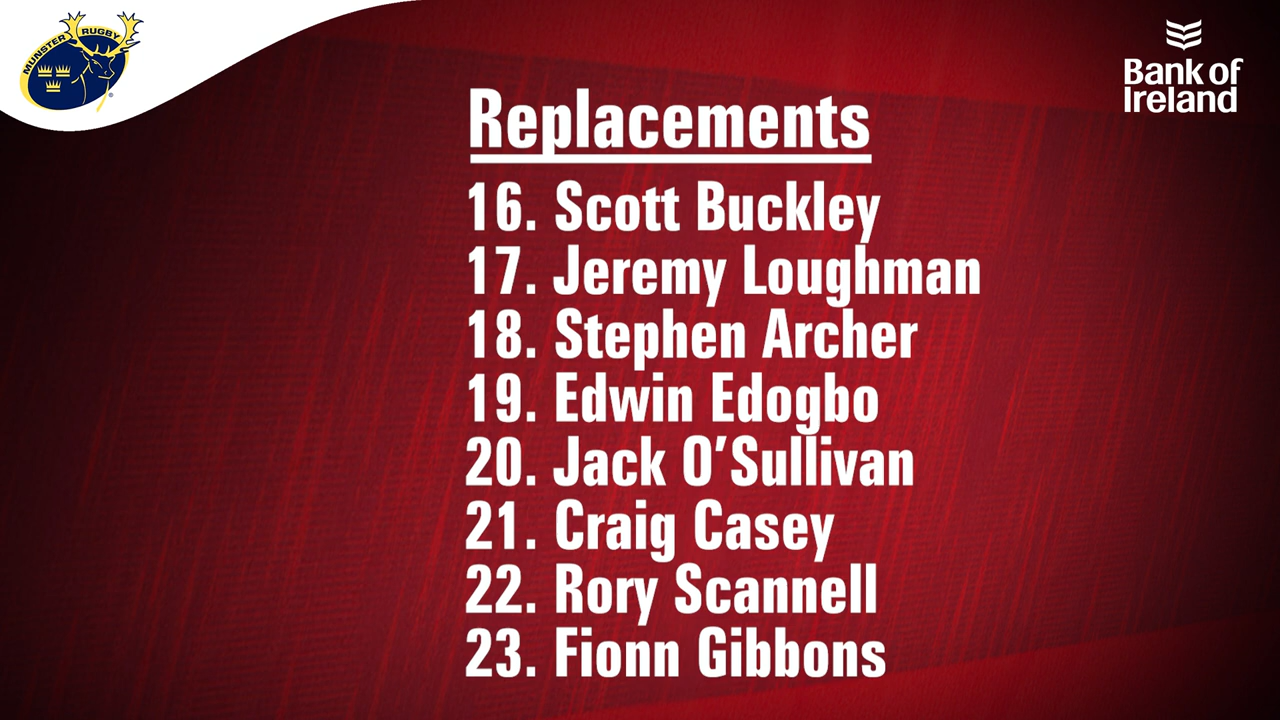 MUNSTER RUGBY
Bank of
Ireland
Replacements
16. Scott Buckley
17. Jeremy Loughman
18. Stephen Archer
19. Edwin Edogbo
20. Jack O'Sullivan
21. Craig Casey
22. Rory Scannell
23. Fionn Gibbons